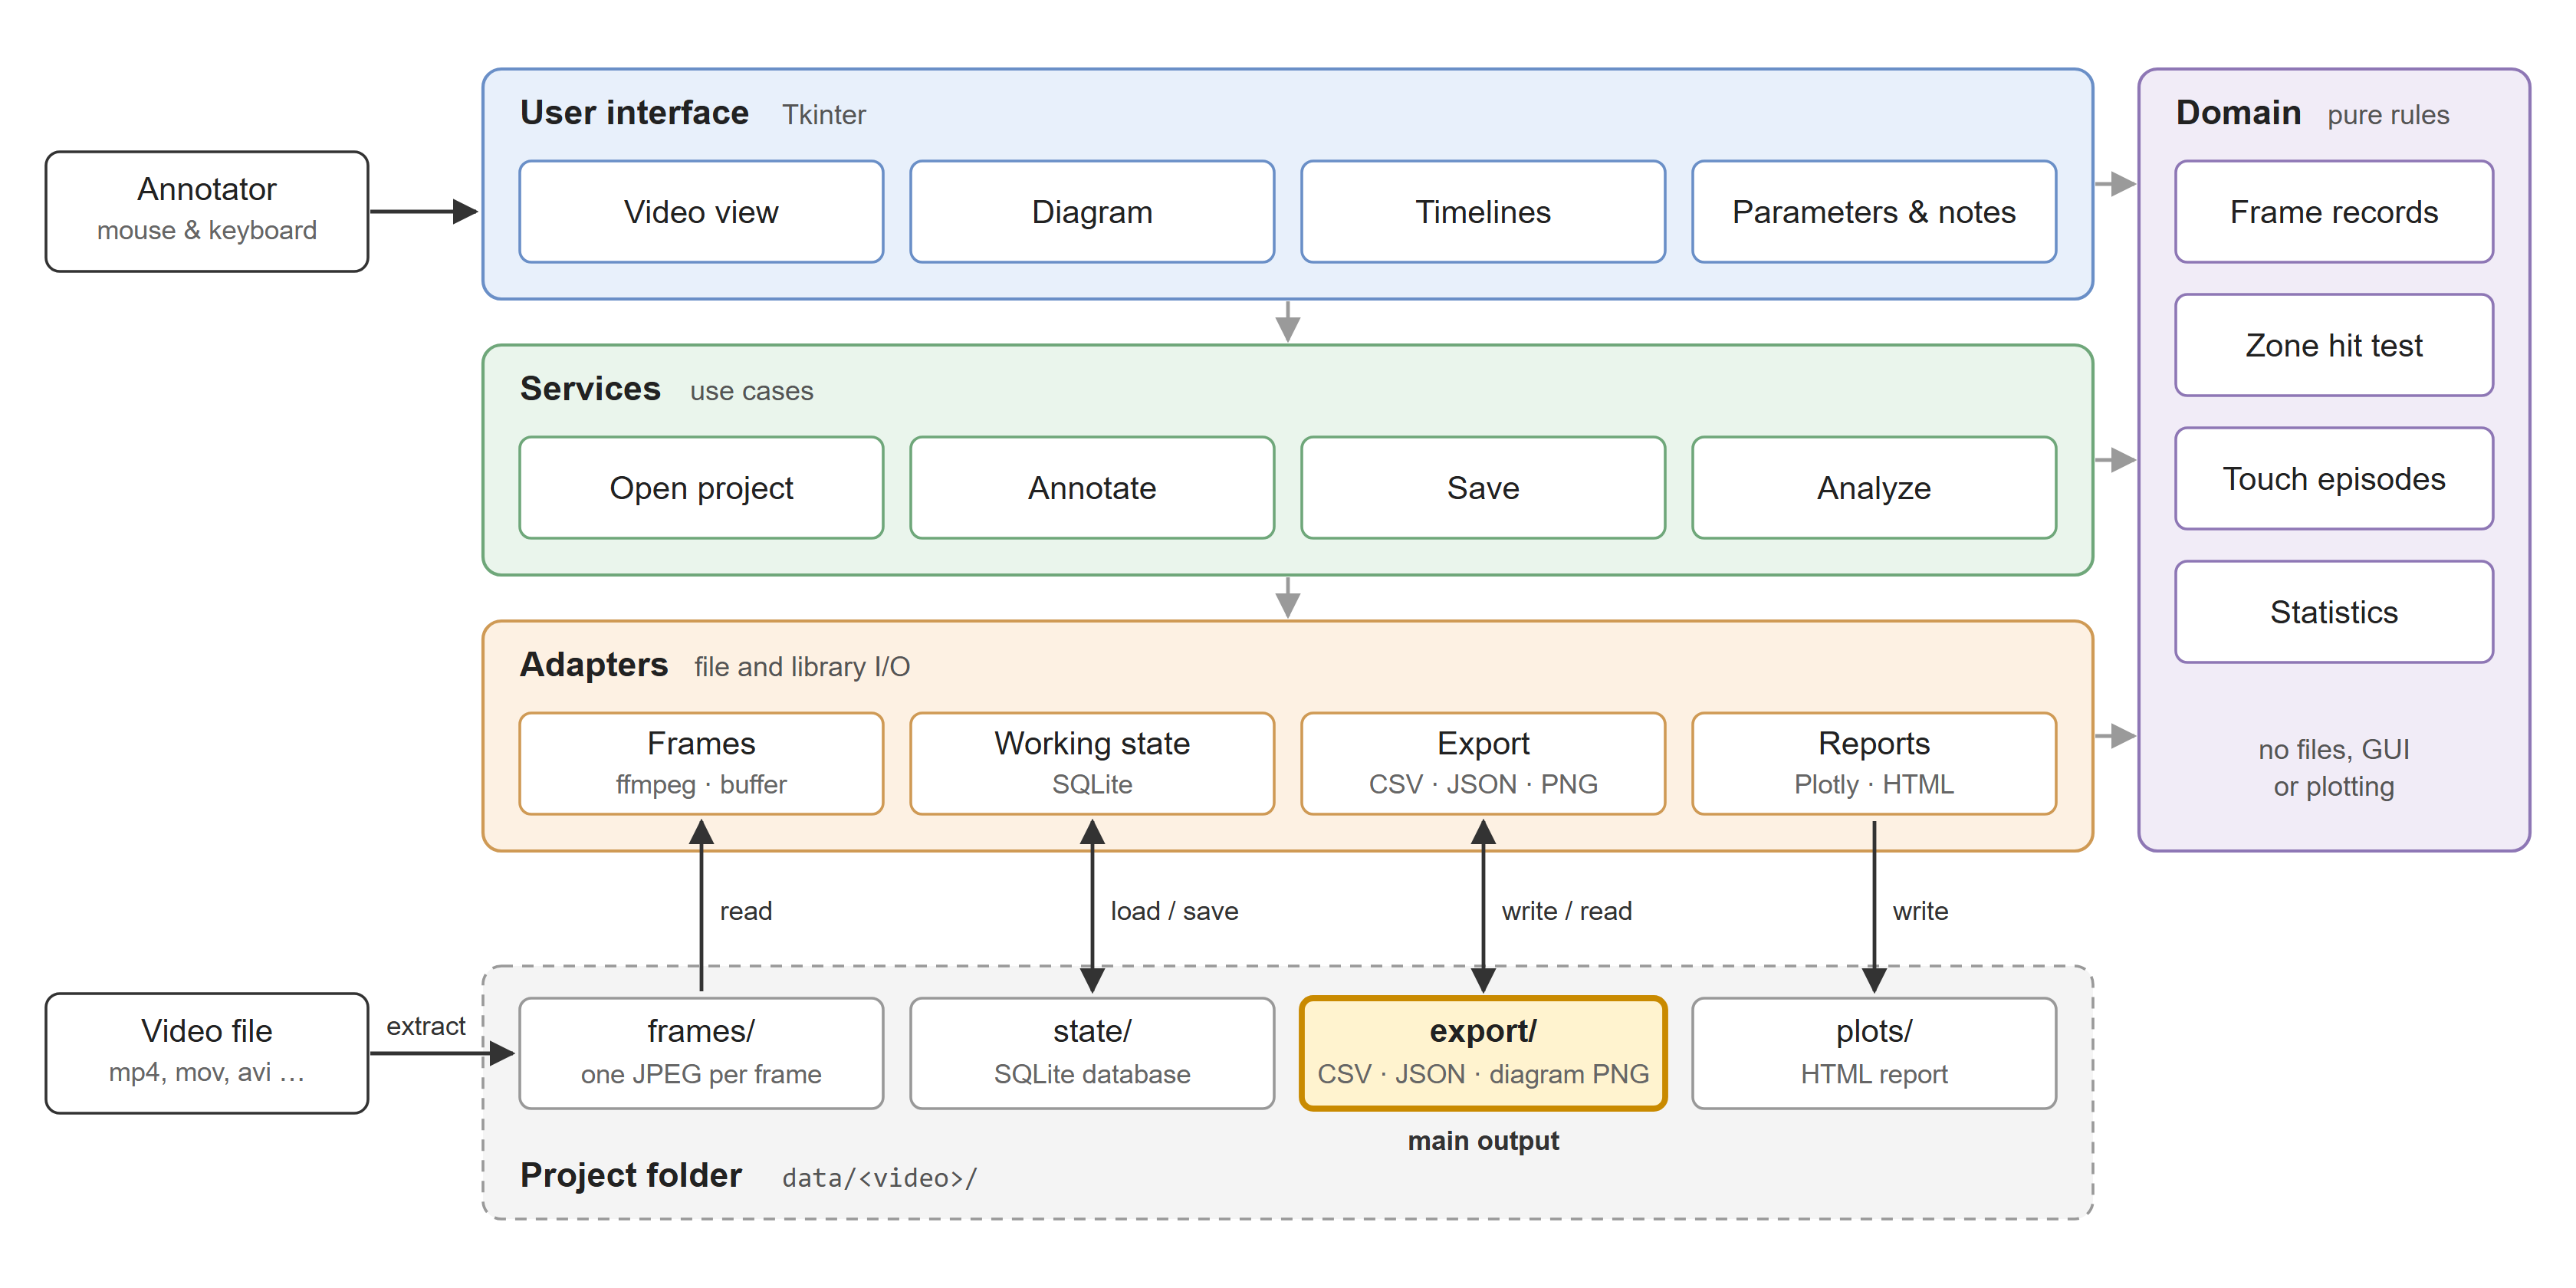 User interface Tkinter
Domain pure rules
Annotator
mouse & keyboard
Video view
Diagram
Timelines
Parameters & notes
Frame records
Zone hit test
Services use cases
Open project
Annotate
Save
Analyze
Touch episodes
Statistics
Adapters file and library I/O
Frames
ffmpeg · buffer
Working state
SQLite
Export
CSV · JSON · PNG
Reports
Plotly · HTML
no files, GUI
or plotting
read
load / save
write / read
write
Video file
mp4, mov, avi …
extract
frames/
one JPEG per frame
state/
SQLite database
export/
CSV · JSON · diagram PNG
plots/
HTML report
main output
Project folder data/<video>/